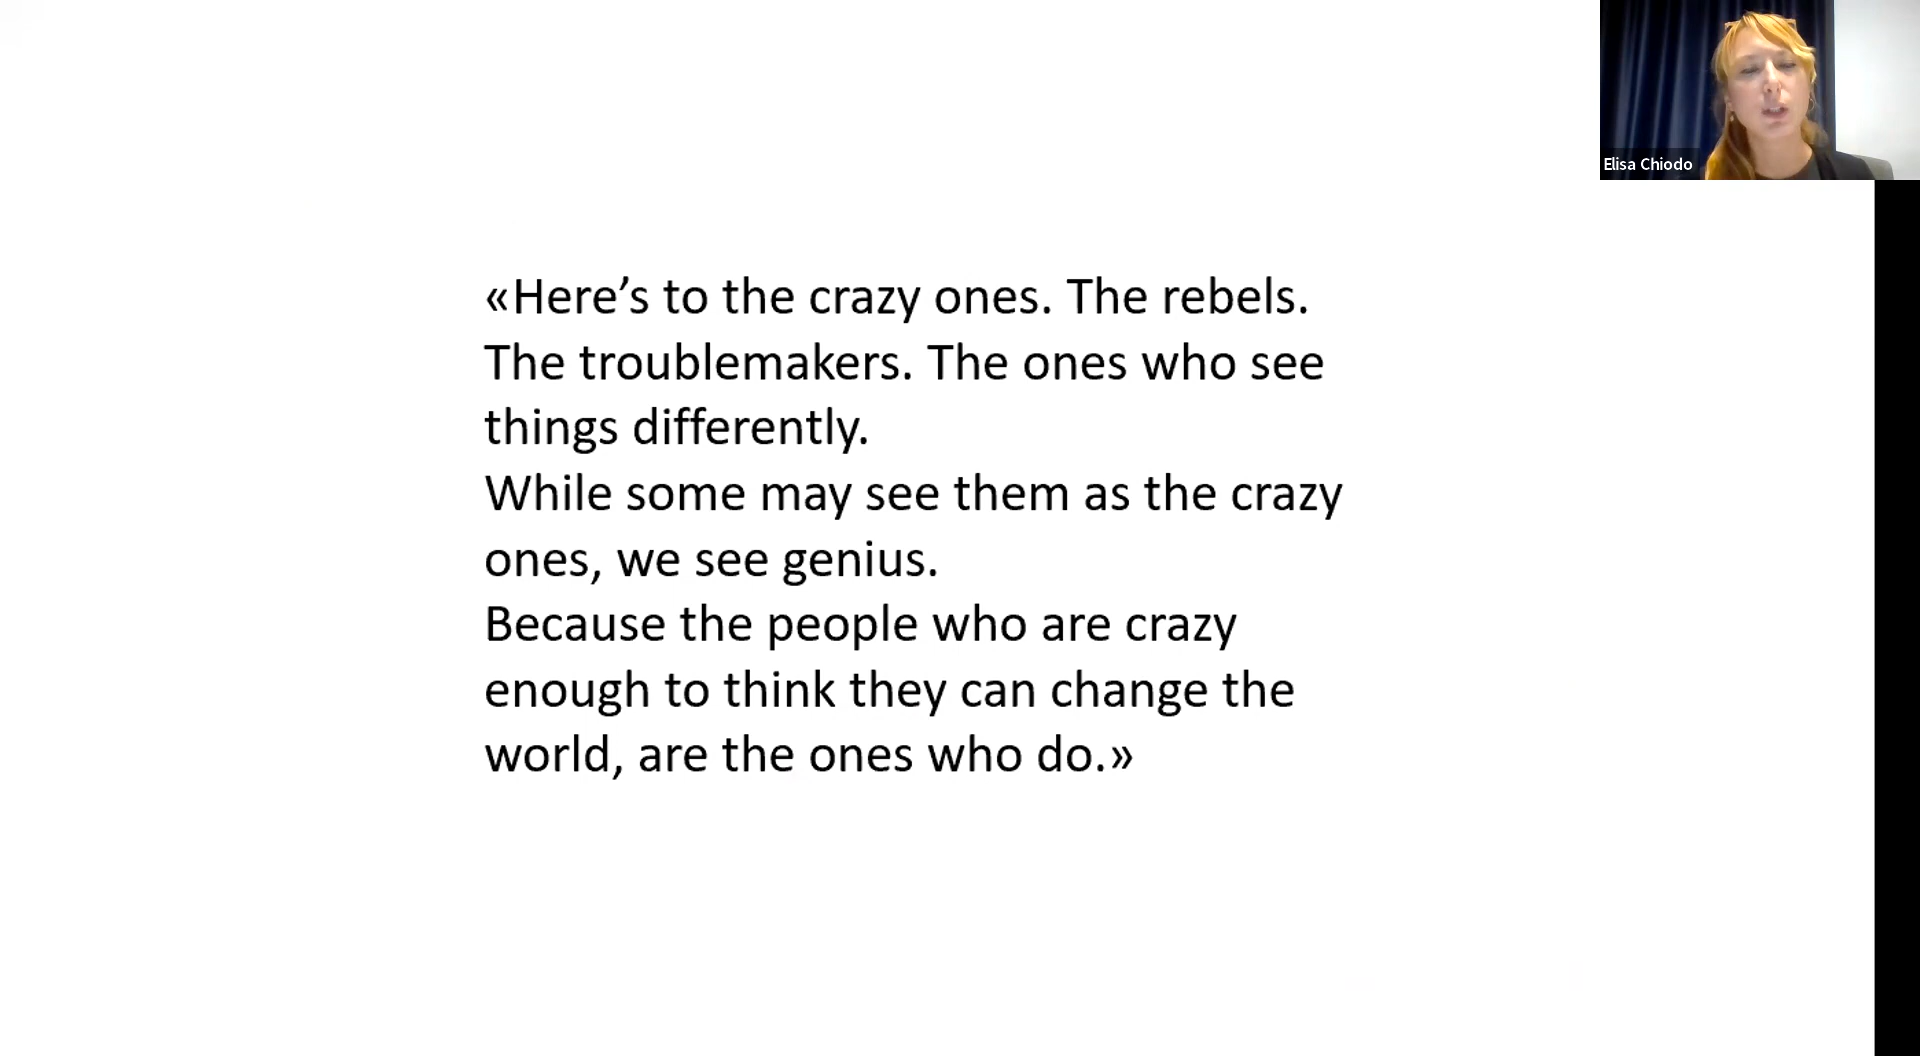 Elisa Chiodo
«Here’s to the crazy ones. The rebels.
The troublemakers. The ones who see
things differently.
While some may see them as the crazy
ones, we see genius.
Because the people who are crazy
enough to think they can change the
world, are the ones who do.»